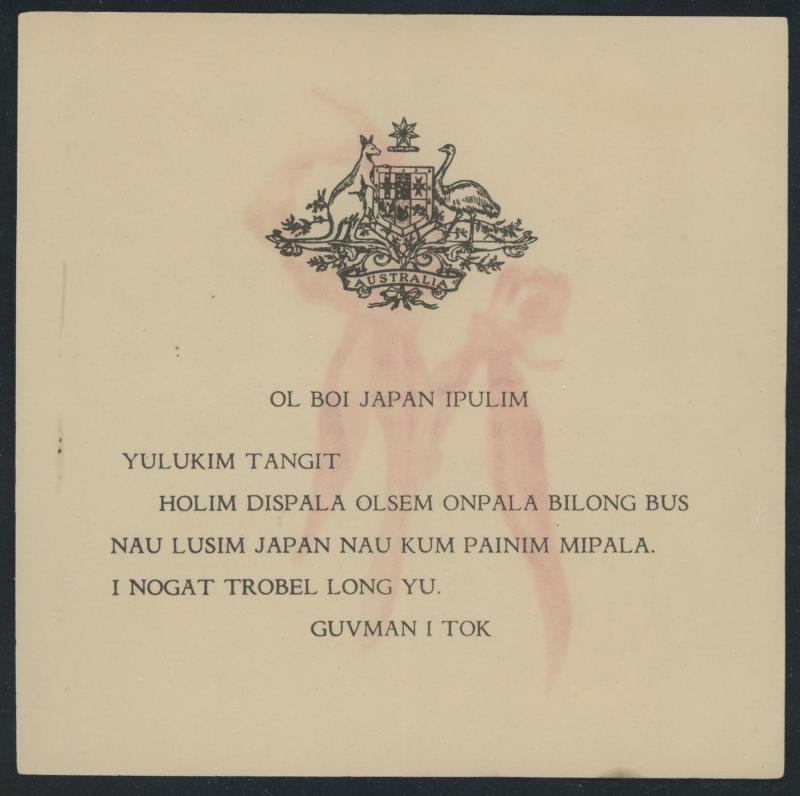 AUSTRALIA
OL BOI JAPAN IPULIM
YULUKIM TANGIT
HOLIM DISPALA OLSEM ONPALA BILONG BUS
NAU LUSIM JAPAN NAU KUM PAINIM MIPALA.
I NOGAT TROBEL LONG YU.
GUVMAN I TOK